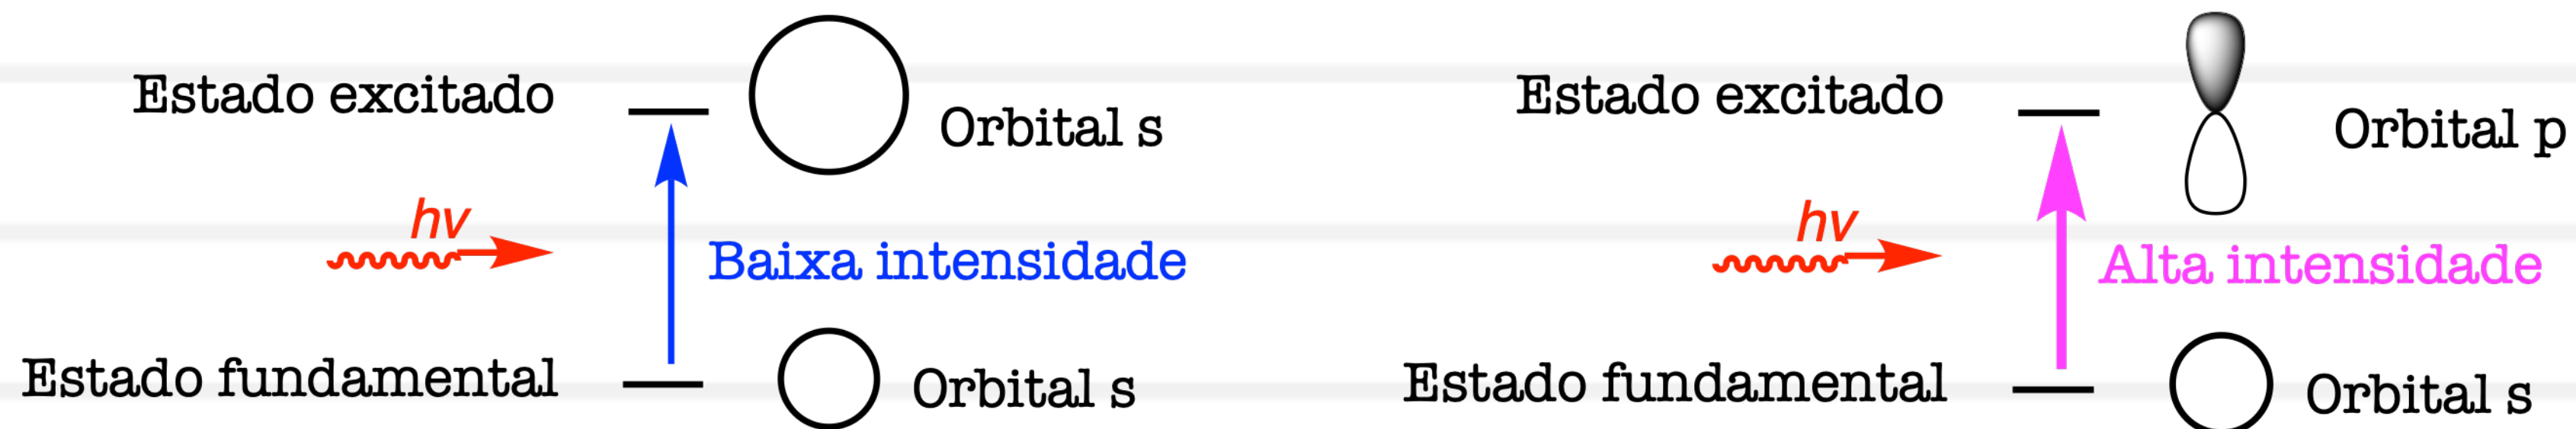 Estado excitado
Orbital s
hv
Baixa intensidade
Estado fundamental
Orbital s
Estado excitado
Orbital p
hv
Alta intensidade
Estado fundamental
Orbital s